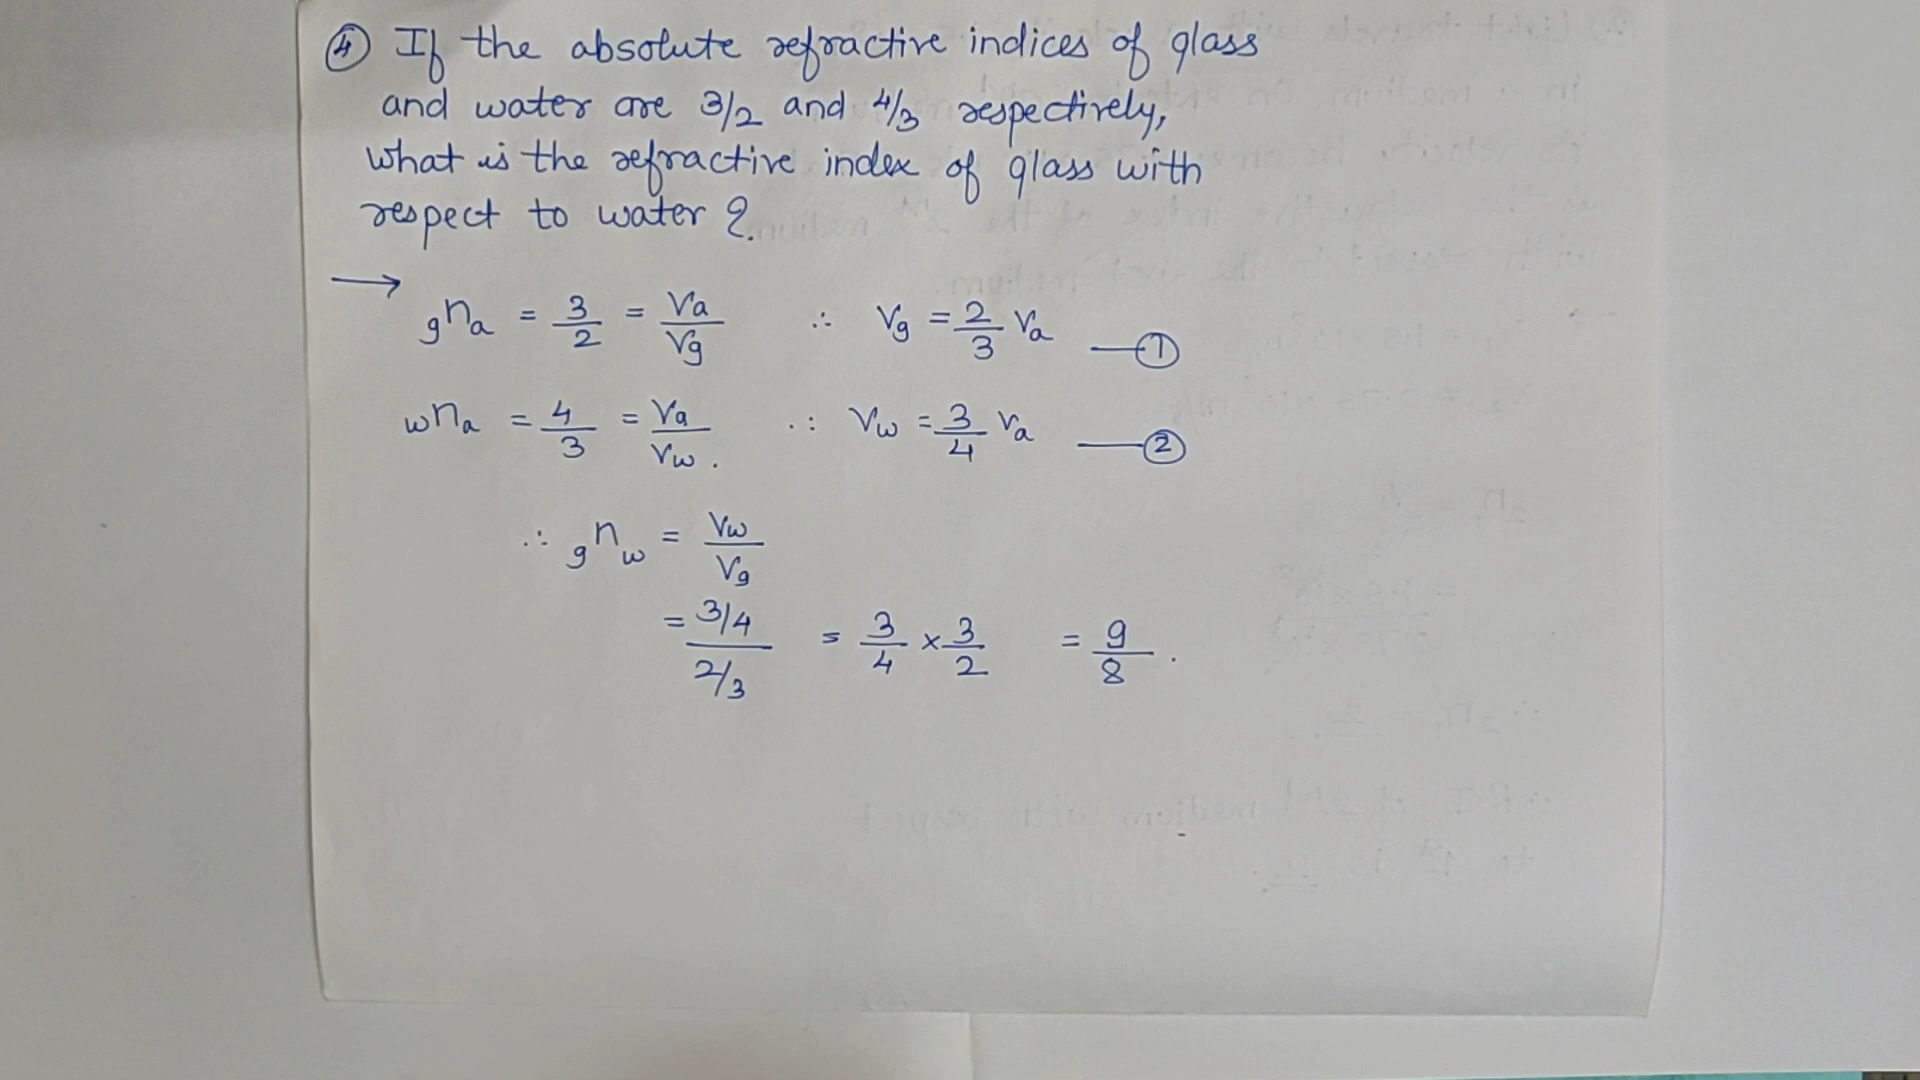 ④ If the absolute refractive indices of glass
and water are 3/2 and 4/3 respectively,
what is the refractive index of glass with
respect to water ?
→
gna = 3/2 = Va/Vg ∴ Vg = 2/3 Va —①
wna = 4/3 = Va/Vw . ∴ Vw = 3/4 Va —②
∴ gnw = Vw/Vg
= 3/4 / 2/3 = 3/4 × 3/2 = 9/8 .